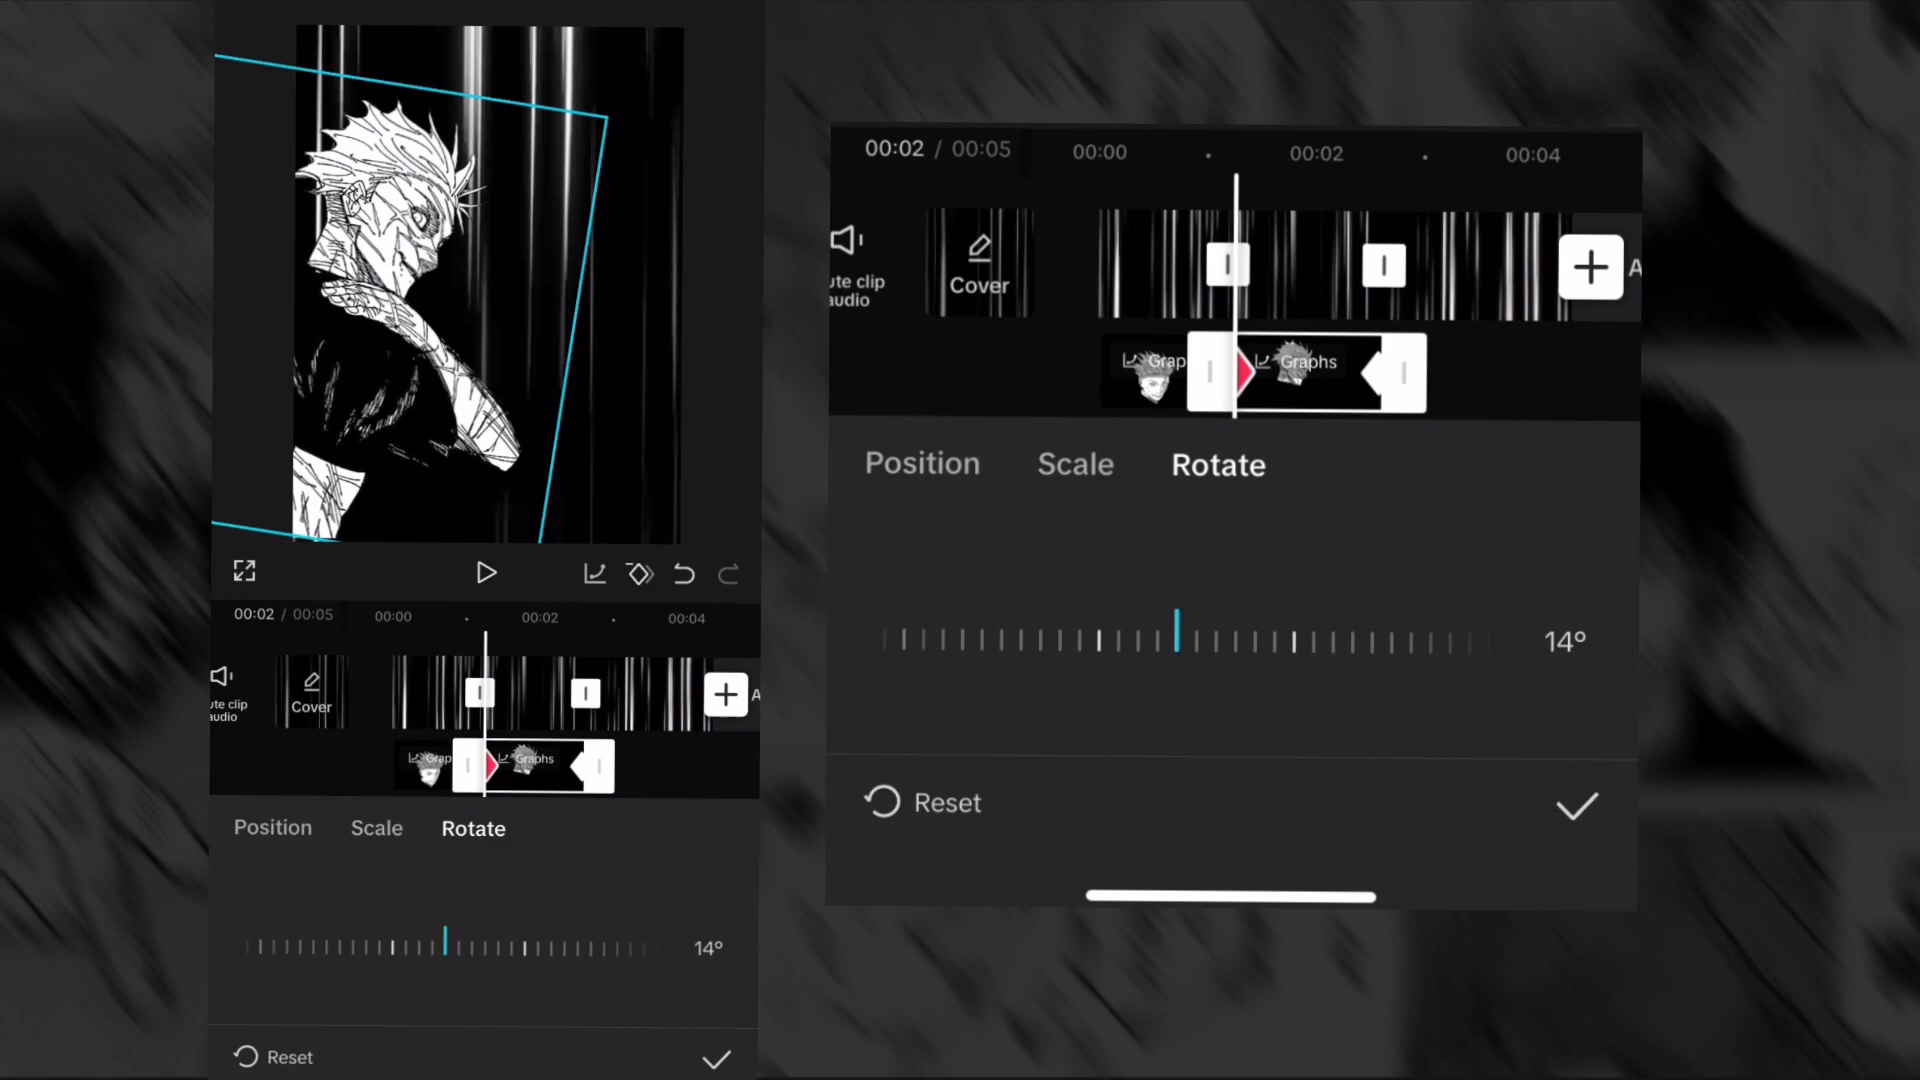 00:02 / 00:05 00:00 00:02 00:04
ute clip
audio
Cover
A
Grap
Graphs
Position Scale Rotate
14°
Reset
00:02 / 00:05 00:00 00:02 00:04
ute clip
audio
Cover
A
Grap
Graphs
Position Scale Rotate
14°
Reset